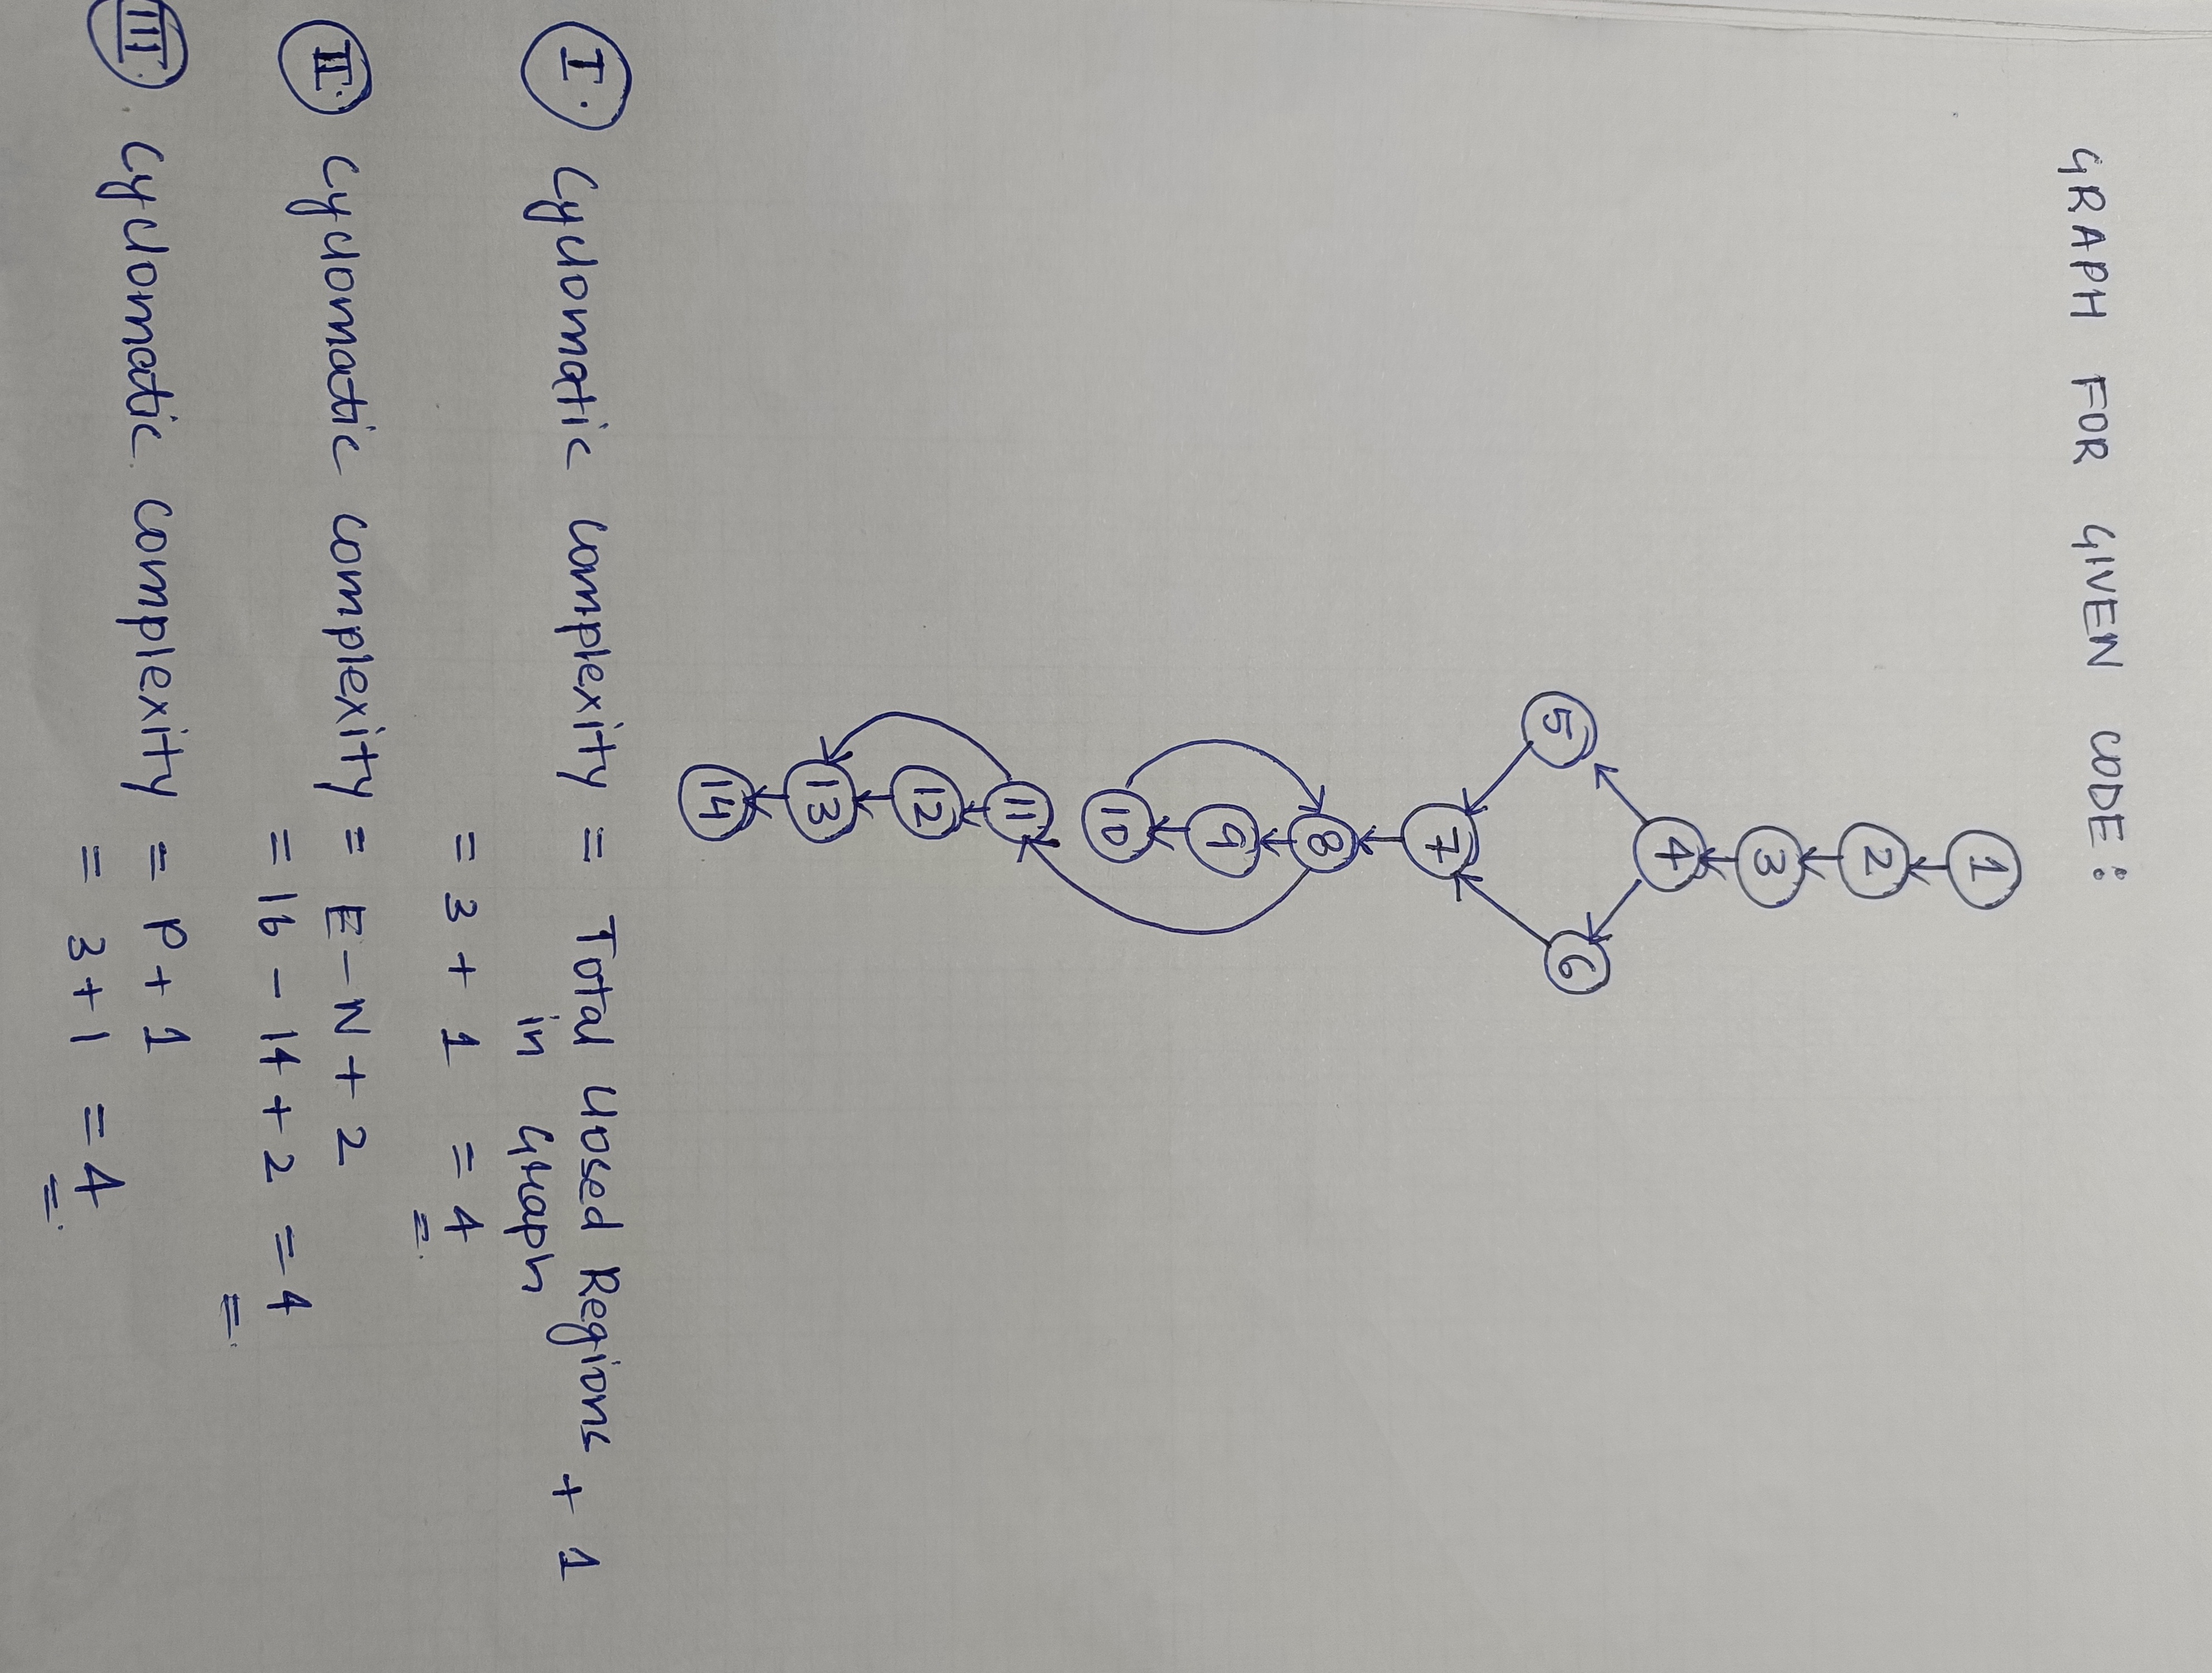 GRAPH FOR GIVEN CODE:
1
2
3
4
5
6
7
8
9
10
11
12
13
14
I. Cyclomatic Complexity = Total Closed Regions + 1
in Graph
= 3 + 1 = 4
II. Cyclomatic complexity = E - N + 2
= 16 - 14 + 2 = 4
III. Cyclomatic complexity = P + 1
= 3 + 1 = 4